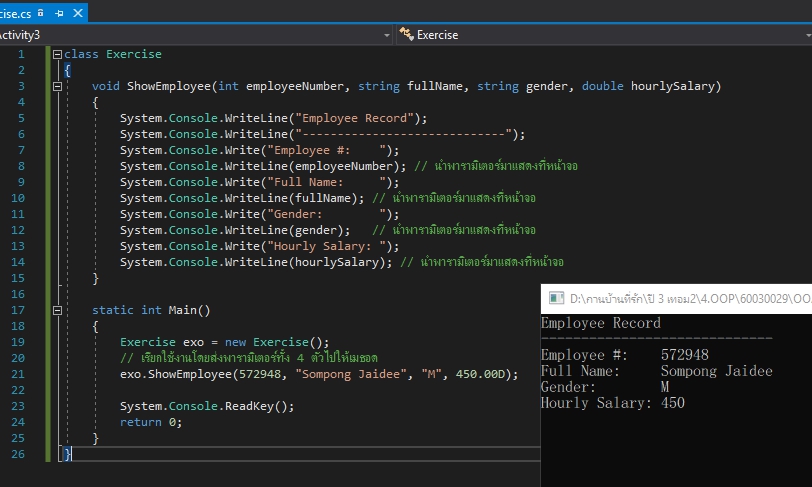 cise.cs
Activity3 Exercise
1 class Exercise
2 {
3 void ShowEmployee(int employeeNumber, string fullName, string gender, double hourlySalary)
4 {
5 System.Console.WriteLine("Employee Record");
6 System.Console.WriteLine("-----------------------------");
7 System.Console.Write("Employee #:    ");
8 System.Console.WriteLine(employeeNumber); // นำพารามิเตอร์มาแสดงที่หน้าจอ
9 System.Console.Write("Full Name:     ");
10 System.Console.WriteLine(fullName); // นำพารามิเตอร์มาแสดงที่หน้าจอ
11 System.Console.Write("Gender:        ");
12 System.Console.WriteLine(gender);   // นำพารามิเตอร์มาแสดงที่หน้าจอ
13 System.Console.Write("Hourly Salary: ");
14 System.Console.WriteLine(hourlySalary); // นำพารามิเตอร์มาแสดงที่หน้าจอ
15 }
16
17 static int Main()
18 {
19 Exercise exo = new Exercise();
20 // เรียกใช้งานโดยส่งพารามิเตอร์ทั้ง 4 ตัวไปให้เมธอด
21 exo.ShowEmployee(572948, "Sompong Jaidee", "M", 450.00D);
22
23 System.Console.ReadKey();
24 return 0;
25 }
26 }
D:\กานบ้านที่รัก\ปี 3 เทอม2\4.OOP\60030029\OO
Employee Record
-----------------------------
Employee #:    572948
Full Name:     Sompong Jaidee
Gender:        M
Hourly Salary: 450